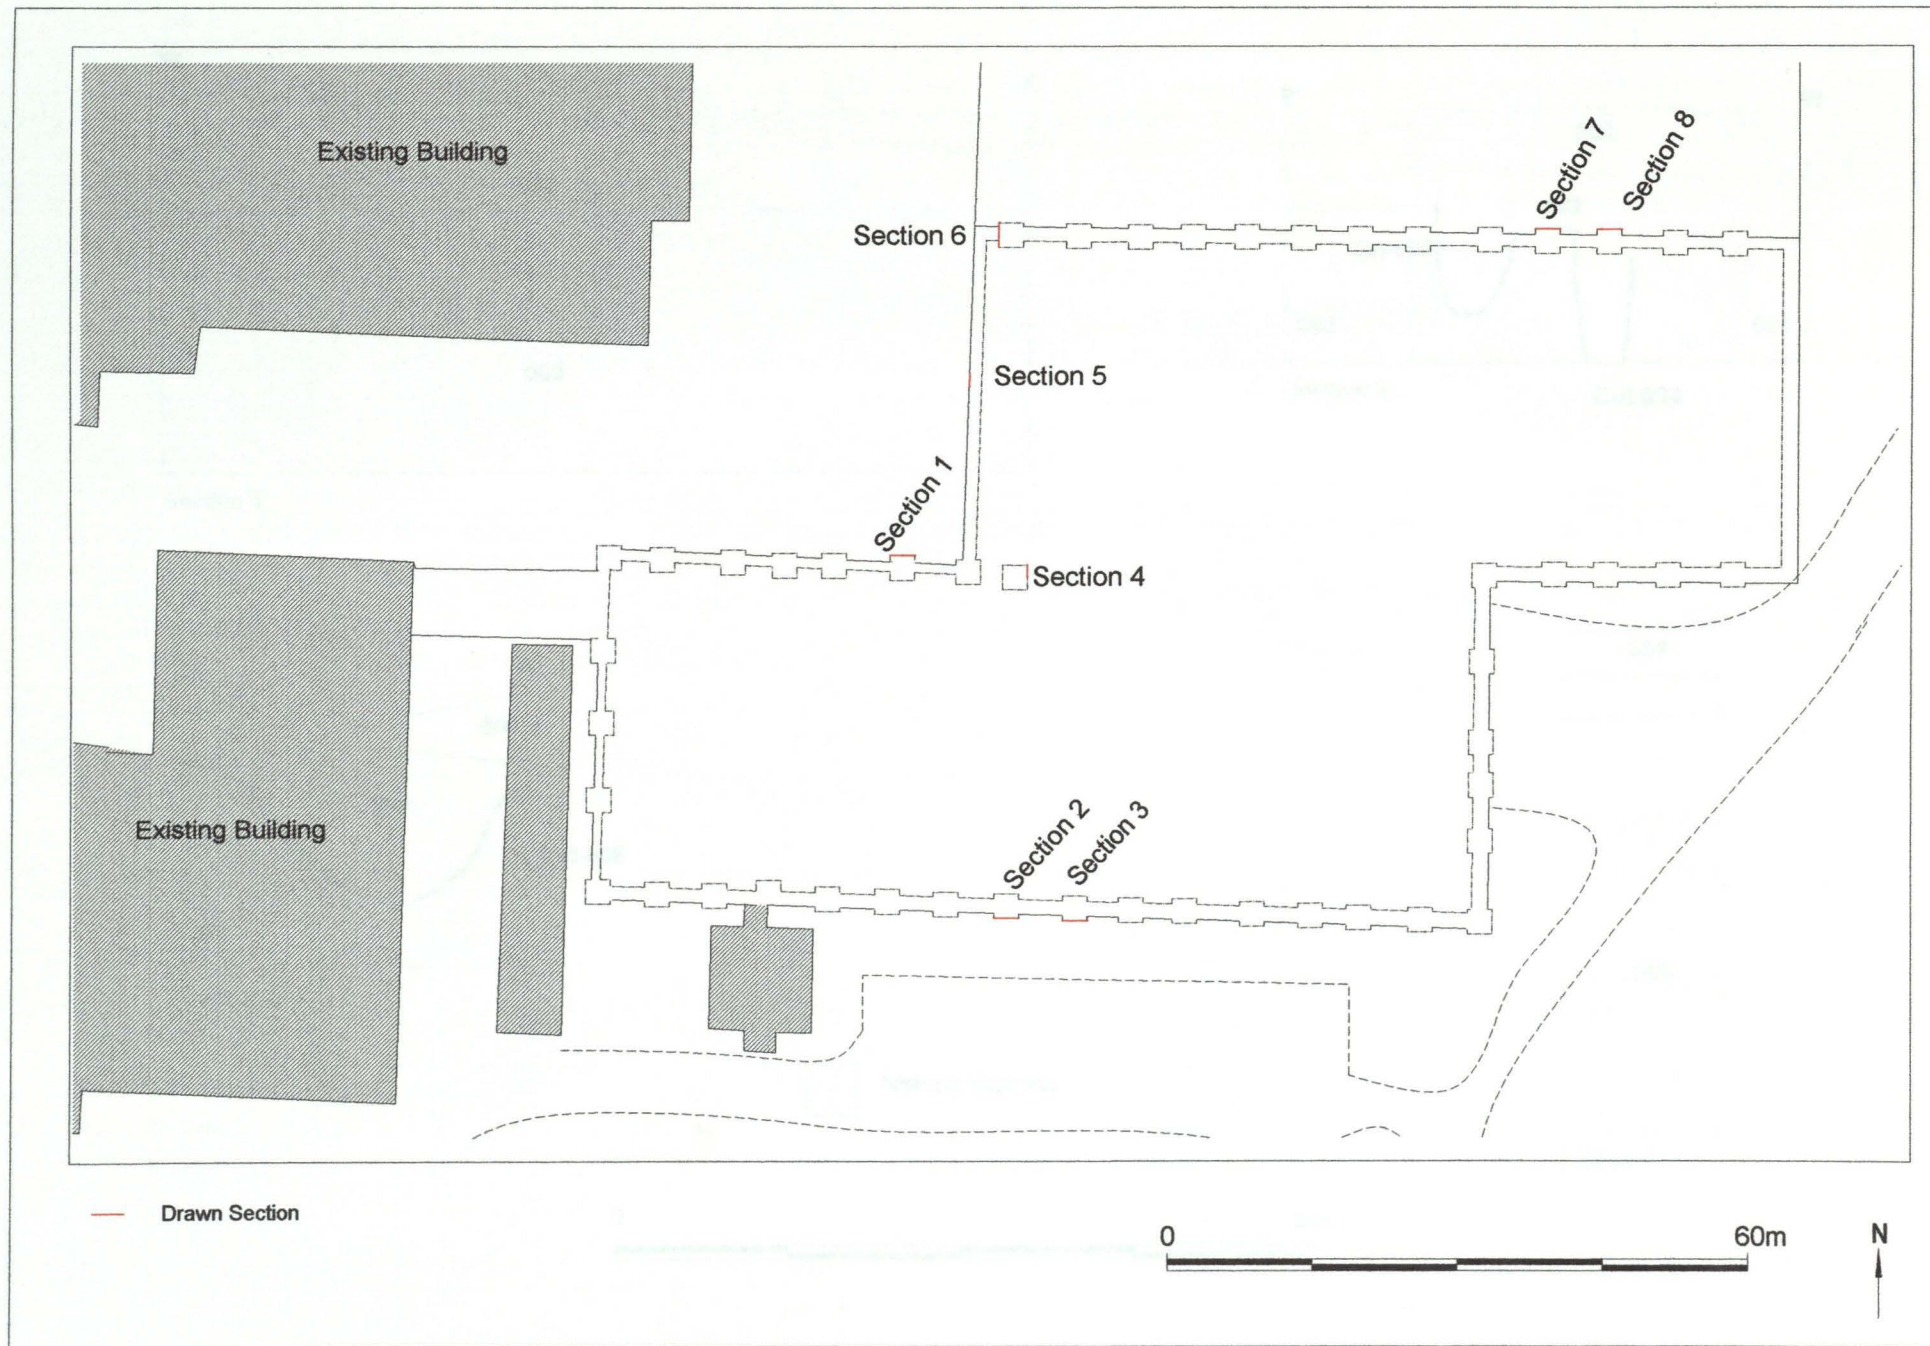 Existing Building
Section 7
Section 8
Section 6
Section 5
Section 1
Section 4
Existing Building
Section 2
Section 3
Drawn Section
0
60m
N